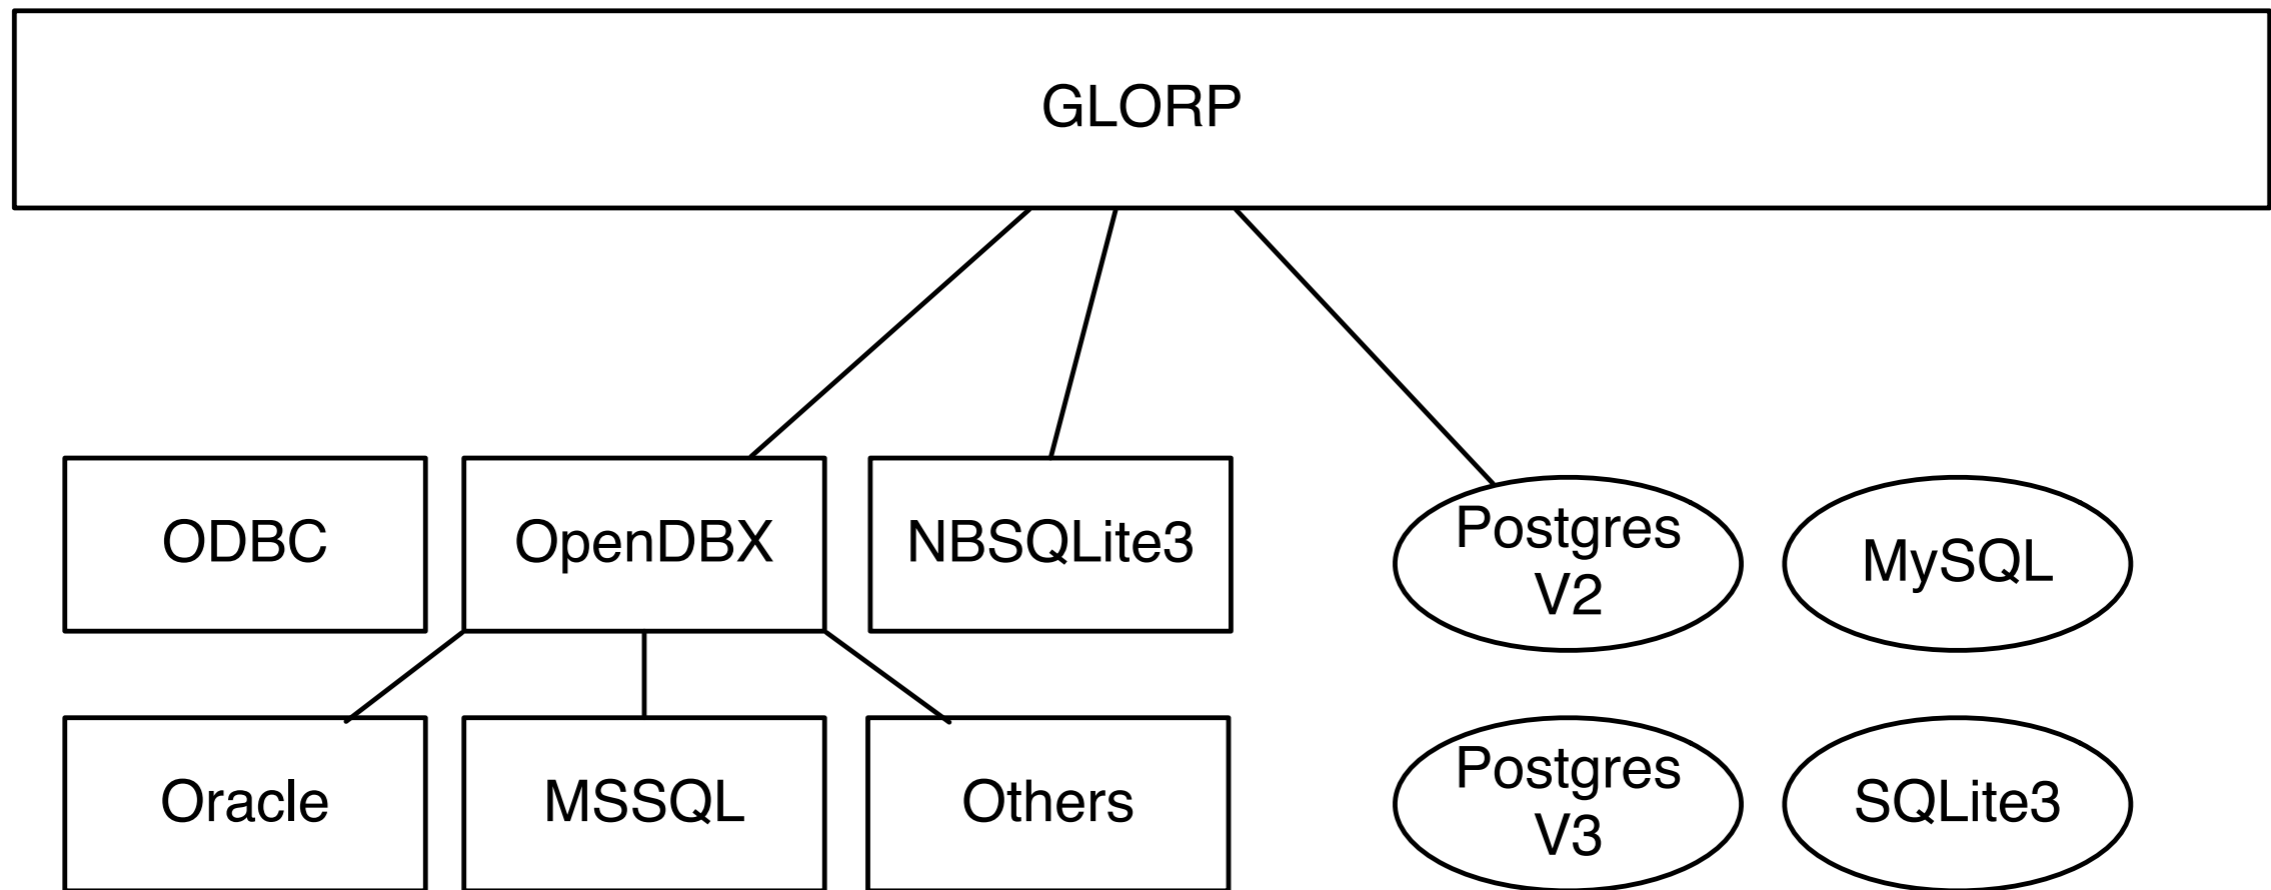 GLORP
ODBC
OpenDBX
NBSQLite3
Postgres
V2
MySQL
Oracle
MSSQL
Others
Postgres
V3
SQLite3